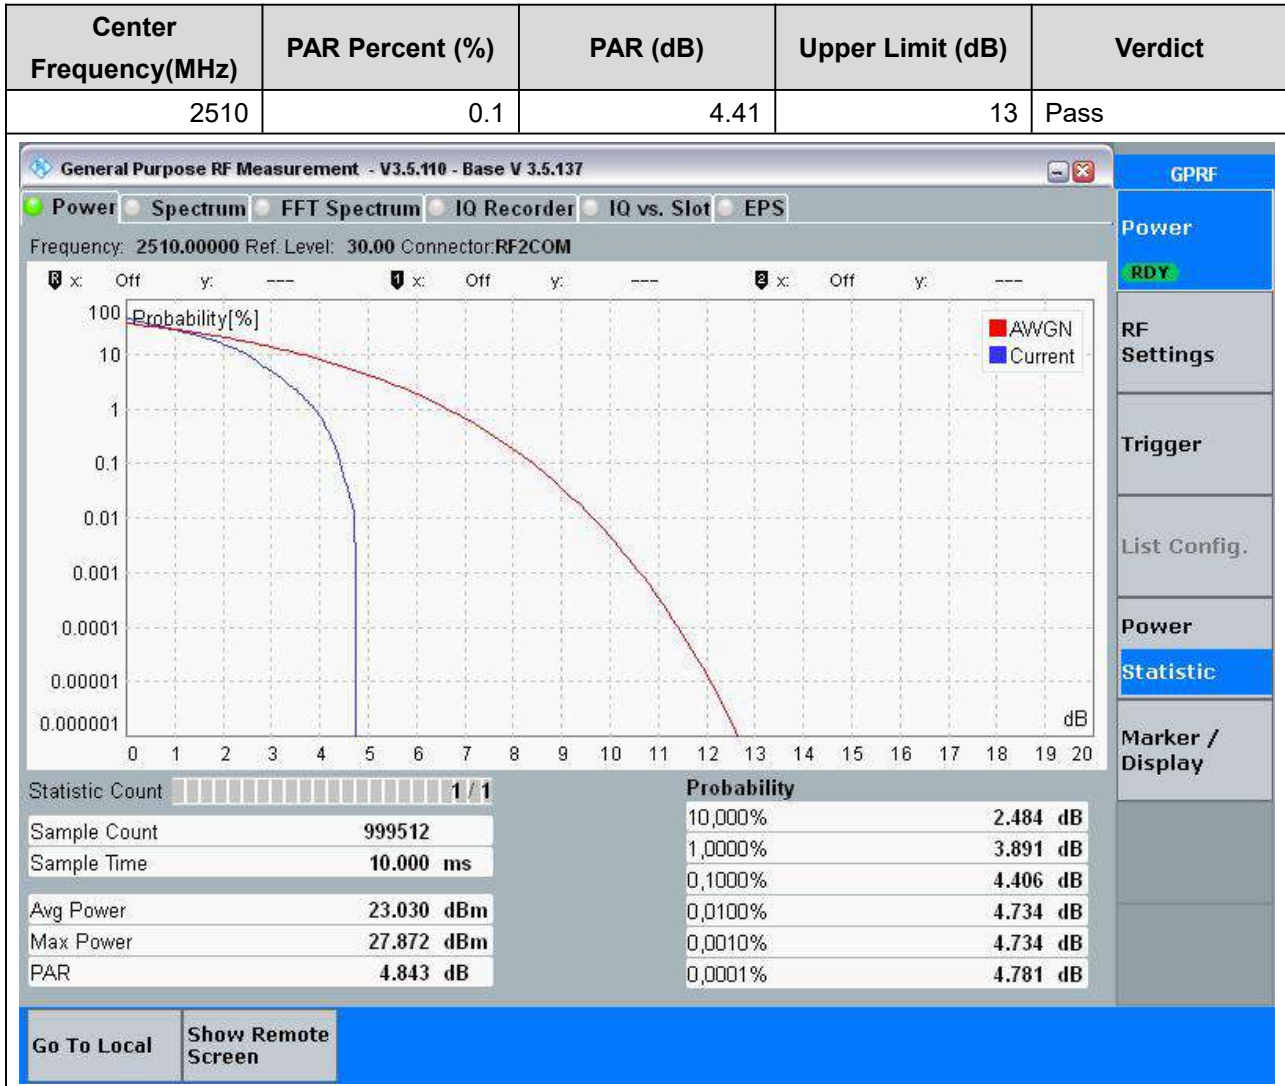 Center Frequency(MHz) PAR Percent (%) PAR (dB) Upper Limit (dB) Verdict
2510 0.1 4.41 13 Pass
General Purpose RF Measurement - V3.5.110 - Base V 3.5.137
GPRF
Power Spectrum FFT Spectrum IQ Recorder IQ vs. Slot EPS
Frequency: 2510.00000 Ref. Level: 30.00 Connector:RF2COM
R x: Off y: --- 1 x: Off y: --- 2 x: Off y: ---
Probability[%]
100
10
1
0.1
0.01
0.001
0.0001
0.00001
0.000001
AWGN
Current
dB
0 1 2 3 4 5 6 7 8 9 10 11 12 13 14 15 16 17 18 19 20
Statistic Count 1 / 1
Sample Count 999512
Sample Time 10.000 ms
Avg Power 23.030 dBm
Max Power 27.872 dBm
PAR 4.843 dB
Probability
10,000% 2.484 dB
1,0000% 3.891 dB
0,1000% 4.406 dB
0,0100% 4.734 dB
0,0010% 4.734 dB
0,0001% 4.781 dB
Power
RDY
RF
Settings
Trigger
List Config.
Power
Statistic
Marker /
Display
Go To Local
Show Remote
Screen